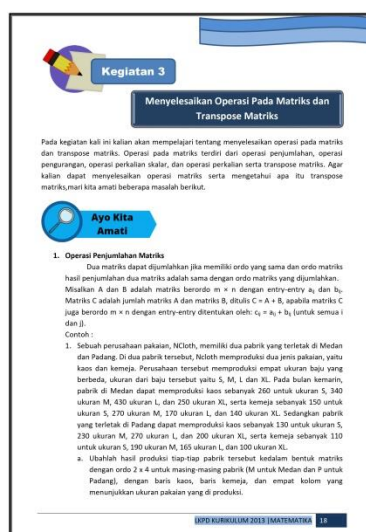 Kegiatan 3
Menyelesaikan Operasi Pada Matriks dan
Transpose Matriks
Pada kegiatan kali ini kalian akan mempelajari tentang menyelesaikan operasi pada matriks
dan transpose matriks. Operasi pada matriks terdiri dari operasi penjumlahan, operasi
pengurangan, operasi perkalian skalar, dan operasi perkalian serta transpose matriks. Agar
kalian dapat menyelesaikan operasi matriks serta mengetahui apa itu transpose
matriks,mari kita amati beberapa masalah berikut.
Ayo Kita
Amati
1. Operasi Penjumlahan Matriks
Dua matriks dapat dijumlahkan jika memiliki ordo yang sama dan ordo matriks
hasil penjumlahan dua matriks adalah sama dengan ordo matriks yang dijumlahkan.
Misalkan A dan B adalah matriks berordo m × n dengan entry-entry aᵢⱼ dan bᵢⱼ.
Matriks C adalah jumlah matriks A dan matriks B, ditulis C = A + B, apabila matriks C
juga berordo m × n dengan entry-entry ditentukan oleh: cᵢⱼ = aᵢⱼ + bᵢⱼ (untuk semua i
dan j).
Contoh :
1. Sebuah perusahaan pakaian, NCloth, memiliki dua pabrik yang terletak di Medan
dan Padang. Di dua pabrik tersebut, Ncloth memproduksi dua jenis pakaian, yaitu
kaos dan kemeja. Perusahaan tersebut memproduksi empat ukuran baju yang
berbeda, ukuran dari baju tersebut yaitu S, M, L dan XL. Pada bulan kemarin,
pabrik di Medan dapat memproduksi kaos sebanyak 260 untuk ukuran S, 340
ukuran M, 430 ukuran L, dan 250 ukuran XL, serta kemeja sebanyak 150 untuk
ukuran S, 270 ukuran M, 170 ukuran L, dan 140 ukuran XL. Sedangkan pabrik
yang terletak di Padang dapat memproduksi kaos sebanyak 130 untuk ukuran S,
230 ukuran M, 270 ukuran L, dan 200 ukuran XL, serta kemeja sebanyak 110
untuk ukuran S, 190 ukuran M, 165 ukuran L, dan 100 ukuran XL.
a. Ubahlah hasil produksi tiap-tiap pabrik tersebut kedalam bentuk matriks
dengan ordo 2 x 4 untuk masing-masing pabrik (M untuk Medan dan P untuk
Padang), dengan baris kaos, baris kemeja, dan empat kolom yang
menunjukkan ukuran pakaian yang di produksi.
LKPD KURIKULUM 2013 |MATEMATIKA 18